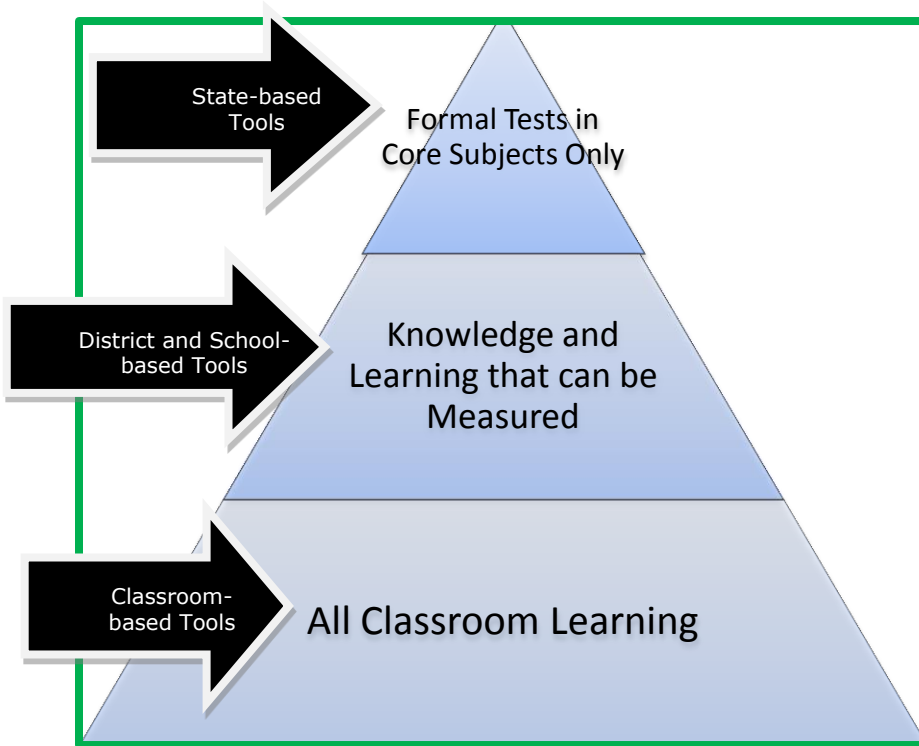 State-based
Tools
Formal Tests in
Core Subjects Only
District and School-
based Tools
Knowledge and
Learning that can be
Measured
Classroom-
based Tools
All Classroom Learning